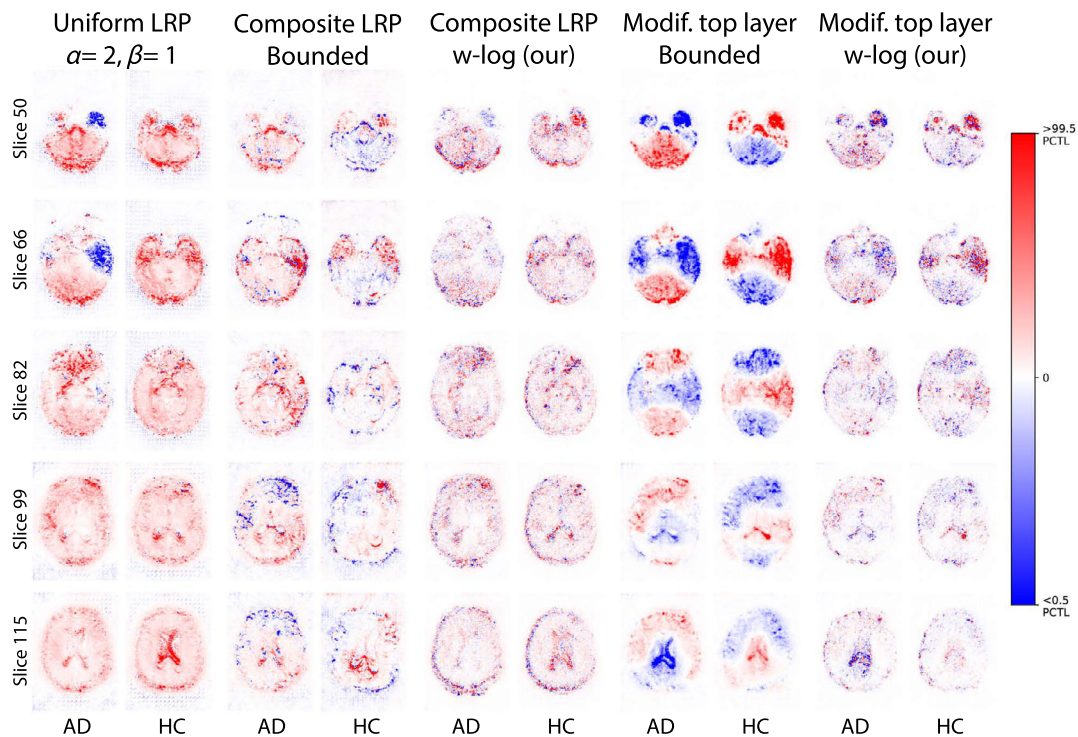 Uniform LRP
α= 2, β= 1
Composite LRP
Bounded
Composite LRP
w-log (our)
Modif. top layer
Bounded
Modif. top layer
w-log (our)
Slice 50
Slice 66
Slice 82
Slice 99
Slice 115
>99.5
PCTL
0
<0.5
PCTL
AD
HC
AD
HC
AD
HC
AD
HC
AD
HC